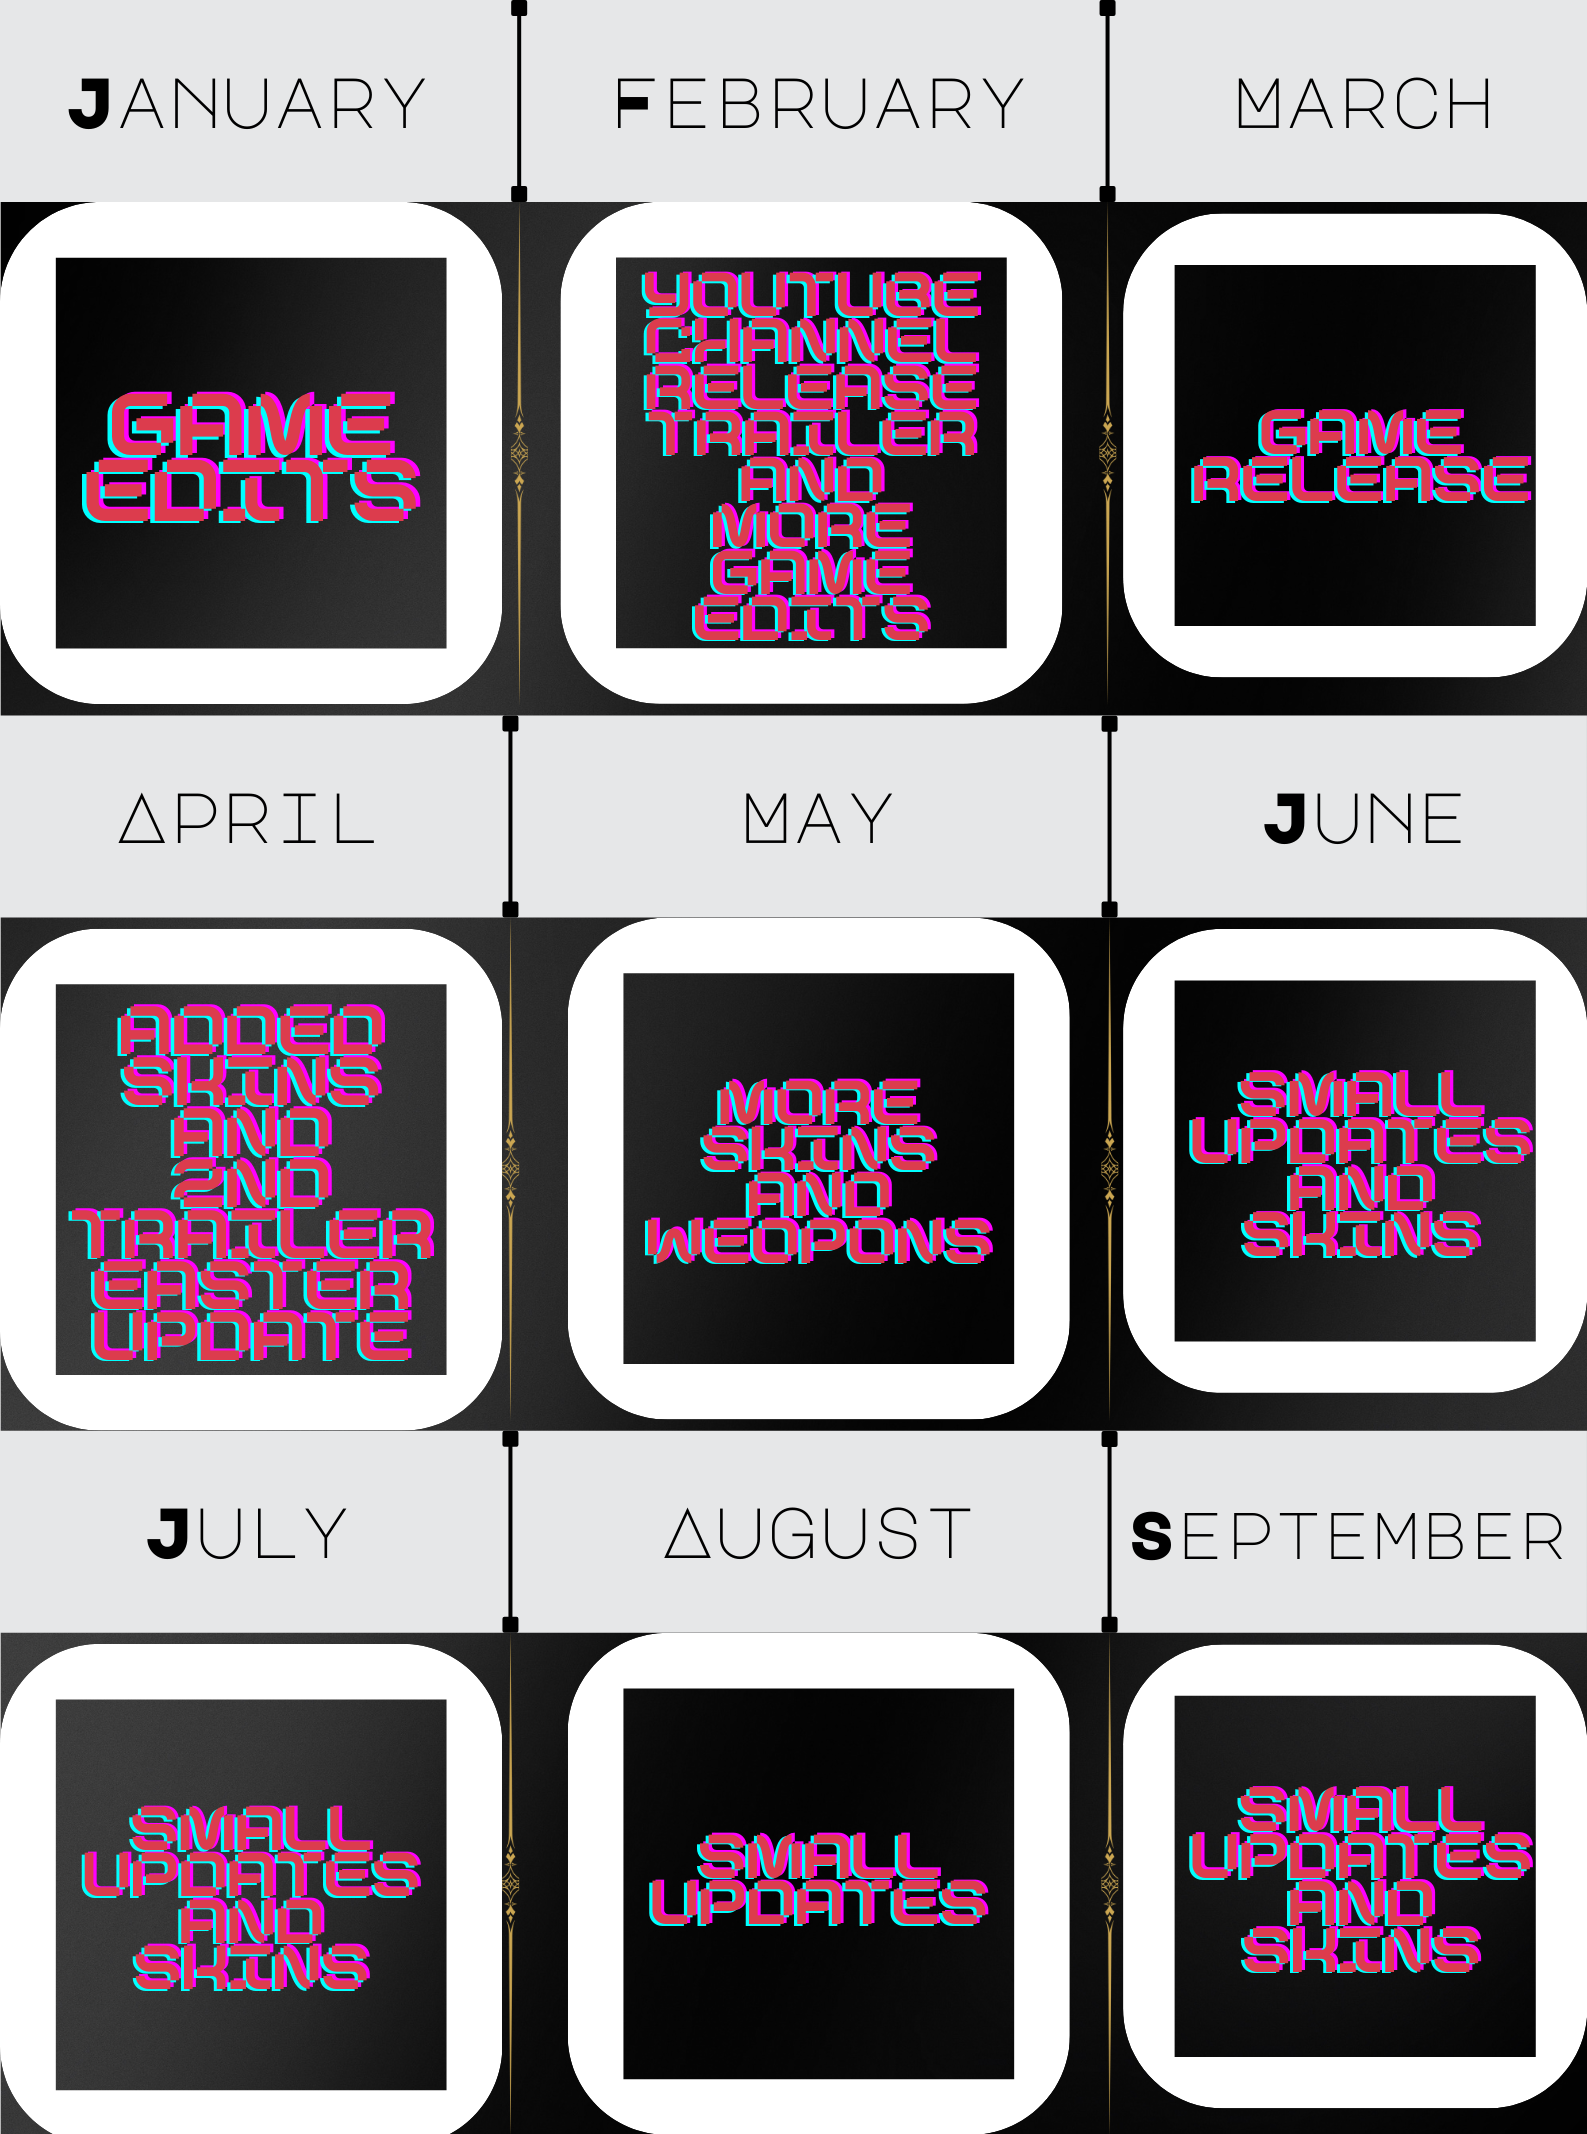 JANUARY
FEBRUARY
MARCH
GAME
EDITS
YOUTUBE
CHANNEL
RELEASE
TRAILER
AND
MORE
GAME
EDITS
GAME
RELEASE
APRIL
MAY
JUNE
ADDED
SKINS
AND
2ND
TRAILER
EASTER
UPDATE
MORE
SKINS
AND
WEOPONS
SMALL
UPDATES
AND
SKINS
JULY
AUGUST
SEPTEMBER
SMALL
UPDATES
AND
SKINS
SMALL
UPDATES
SMALL
UPDATES
AND
SKINS